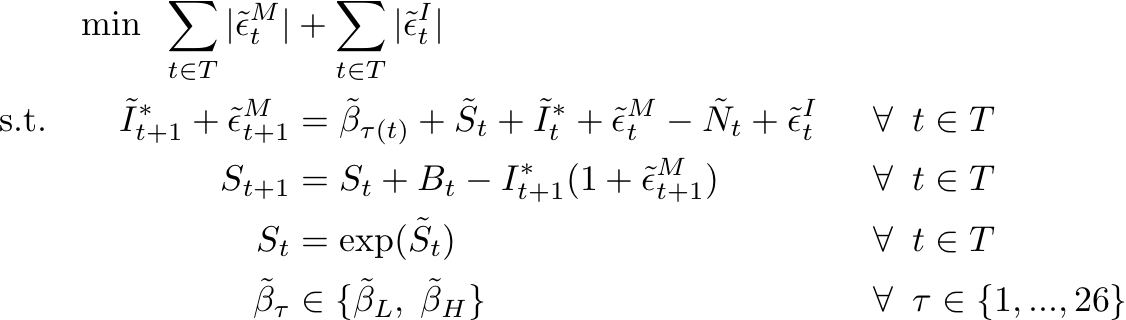 min ∑_{t∈T} |ϵ̃_t^M| + ∑_{t∈T} |ϵ̃_t^I|
s.t. Ĩ*_{t+1} + ϵ̃^M_{t+1} = β̃_{τ(t)} + S̃_t + Ĩ*_t + ϵ̃^M_t − Ñ_t + ϵ̃^I_t ∀ t ∈ T
S_{t+1} = S_t + B_t − I*_{t+1}(1 + ϵ̃^M_{t+1}) ∀ t ∈ T
S_t = exp(S̃_t) ∀ t ∈ T
β̃_τ ∈ {β̃_L, β̃_H} ∀ τ ∈ {1, ..., 26}